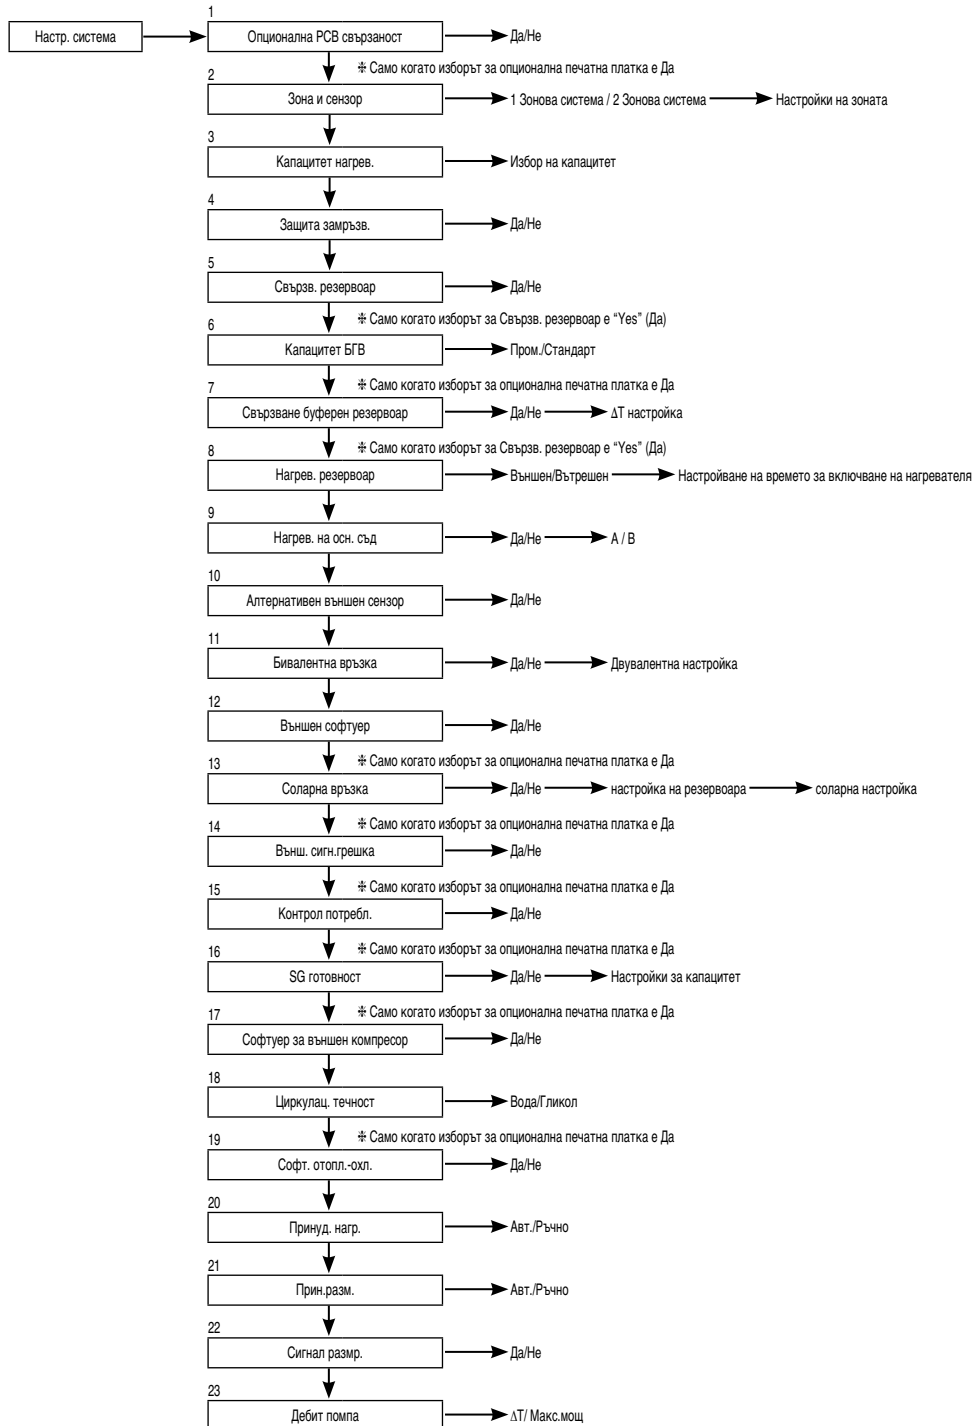 1
Настр. система
Опционална PCB свързаност
Да/Не
❉ Само когато изборът за опционална печатна платка е Да
2
Зона и сензор
1 Зонова система / 2 Зонова система
Настройки на зоната
3
Капацитет нагрев.
Избор на капацитет
4
Защита замръзв.
Да/Не
5
Свързв. резервоар
Да/Не
❉ Само когато изборът за Свързв. резервоар е “Yes” (Да)
6
Капацитет БГВ
Пром./Стандарт
❉ Само когато изборът за опционална печатна платка е Да
7
Свързване буферен резервоар
Да/Не
ΔT настройка
❉ Само когато изборът за Свързв. резервоар е “Yes” (Да)
8
Нагрев. резервоар
Външен/Вътрешен
Настройване на времето за включване на нагревателя
9
Нагрев. на осн. съд
Да/Не
A / B
10
Алтернативен външен сензор
Да/Не
11
Бивалентна връзка
Да/Не
Двувалентна настройка
12
Външен софтуер
Да/Не
❉ Само когато изборът за опционална печатна платка е Да
13
Соларна връзка
Да/Не
настройка на резервоара
соларна настройка
❉ Само когато изборът за опционална печатна платка е Да
14
Външ. сигн.грешка
Да/Не
❉ Само когато изборът за опционална печатна платка е Да
15
Контрол потребл.
Да/Не
❉ Само когато изборът за опционална печатна платка е Да
16
SG готовност
Да/Не
Настройки за капацитет
❉ Само когато изборът за опционална печатна платка е Да
17
Софтуер за външен компресор
Да/Не
18
Циркулац. течност
Вода/Гликол
❉ Само когато изборът за опционална печатна платка е Да
19
Софт. отопл.-охл.
Да/Не
20
Принуд. нагр.
Авт./Ръчно
21
Прин.разм.
Авт./Ръчно
22
Сигнал размр.
Да/Не
23
Дебит помпа
ΔT/ Макс.мощ